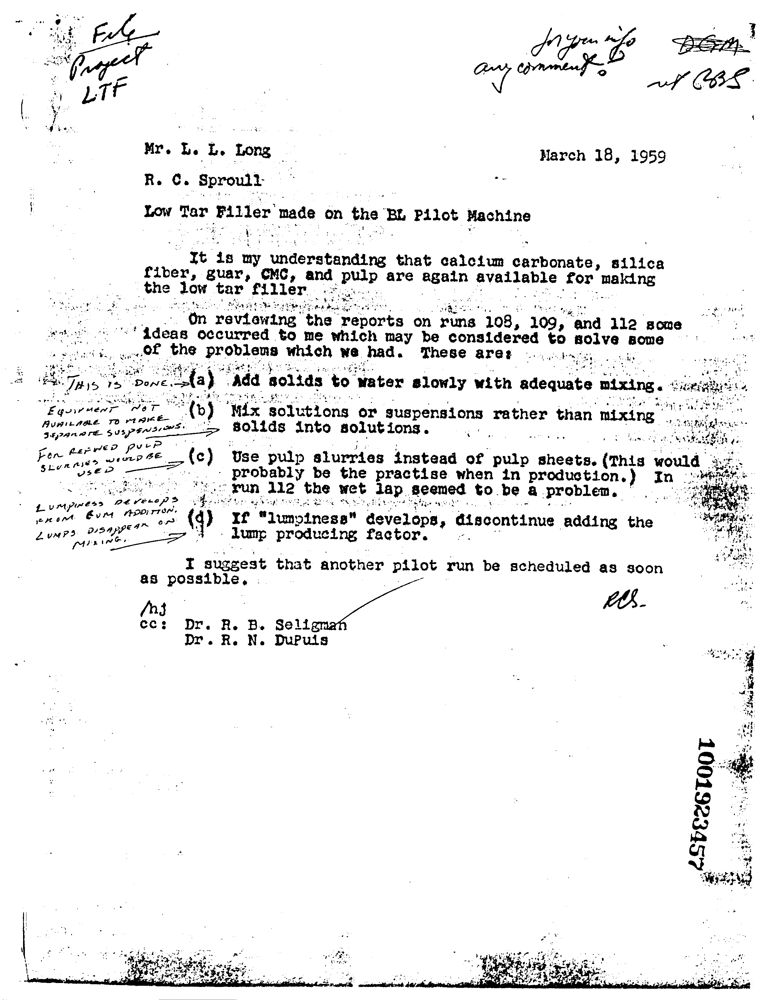 File
Project
LTF
for your info
any comment?
Mr. L. L. Long
March 18, 1959
R. C. Sproull
Low Tar Filler made on the BL Pilot Machine
It is my understanding that calcium carbonate, silica
fiber, guar, CMC, and pulp are again available for making
the low tar filler
On reviewing the reports on runs 108, 109, and 112 some
ideas occurred to me which may be considered to solve some
of the problems which we had. These are:
THIS IS DONE. (a) Add solids to water slowly with adequate mixing.
EQUIPMENT NOT
AVAILABLE TO MAKE
SEPARATE SUSPENSIONS.
(b) Mix solutions or suspensions rather than mixing
solids into solutions.
FOR REFINED PULP
SLURRIES WOULD BE
USED
(c) Use pulp slurries instead of pulp sheets. (This would
probably be the practise when in production.) In
run 112 the wet lap seemed to be a problem.
LUMPINESS DEVELOPS
FROM GUM ADDITION.
LUMPS DISAPPEAR ON
MIXING.
(d) If "lumpiness" develops, discontinue adding the
lump producing factor.
I suggest that another pilot run be scheduled as soon
as possible.
RCS.
/hj
cc: Dr. R. B. Seligman
Dr. R. N. DuPuis
1001923457